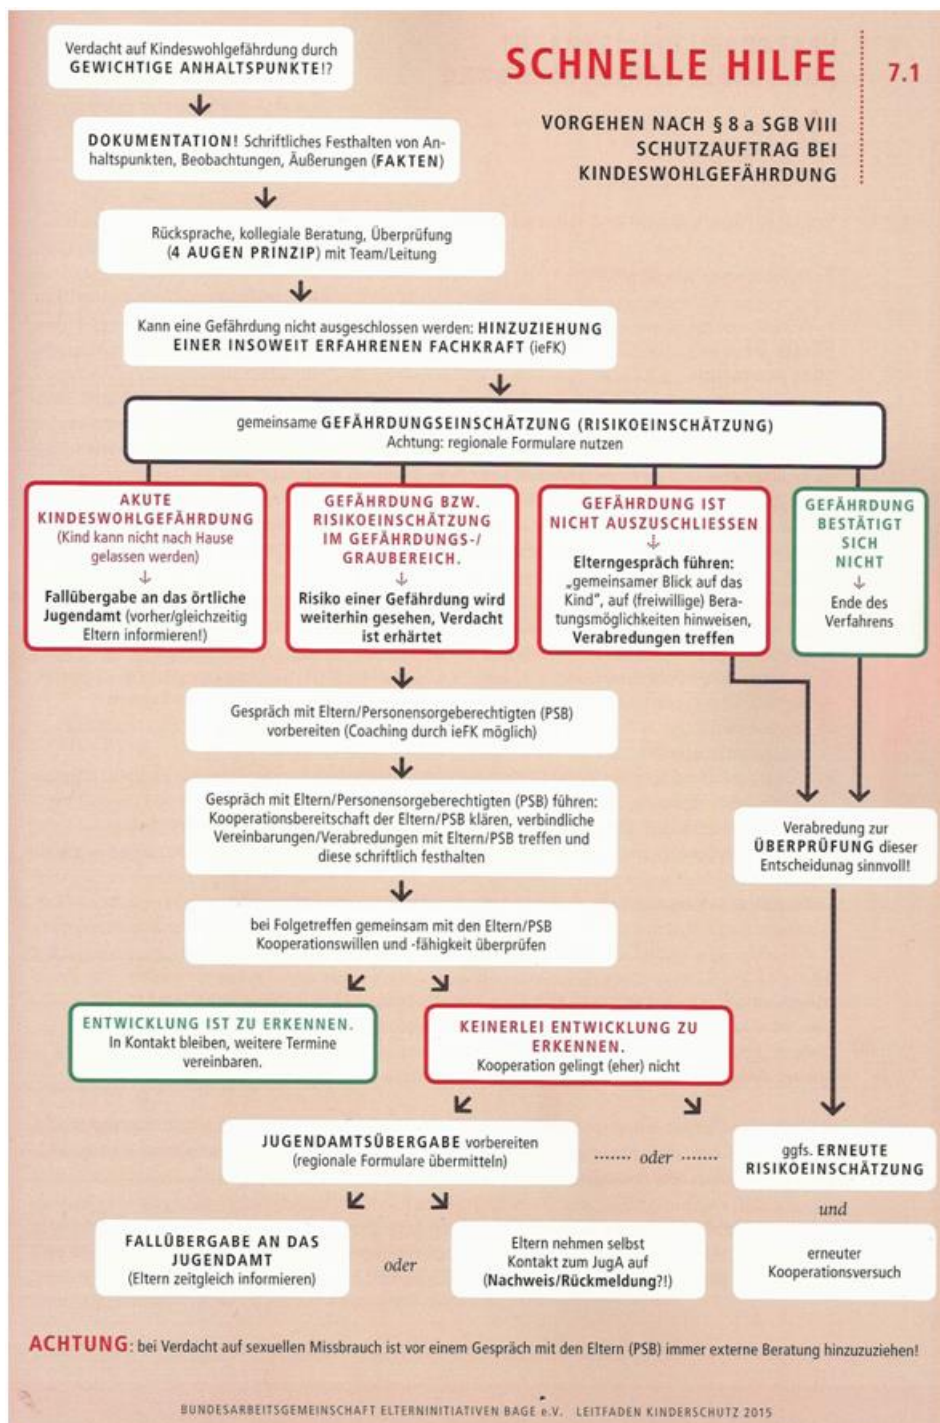 Verdacht auf Kindeswohlgefährdung durch
GEWICHTIGE ANHALTSPUNKTE!?
SCHNELLE HILFE
7.1
VORGEHEN NACH § 8 a SGB VIII
SCHUTZAUFTRAG BEI
KINDESWOHLGEFÄHRDUNG
DOKUMENTATION! Schriftliches Festhalten von An-
haltspunkten, Beobachtungen, Äußerungen (FAKTEN)
Rücksprache, kollegiale Beratung, Überprüfung
(4 AUGEN PRINZIP) mit Team/Leitung
Kann eine Gefährdung nicht ausgeschlossen werden: HINZUZIEHUNG
EINER INSOWEIT ERFAHRENEN FACHKRAFT (ieFK)
gemeinsame GEFÄHRDUNGSEINSCHÄTZUNG (RISIKOEINSCHÄTZUNG)
Achtung: regionale Formulare nutzen
AKUTE
KINDESWOHLGEFÄHRDUNG
(Kind kann nicht nach Hause
gelassen werden)
Fallübergabe an das örtliche
Jugendamt (vorher/gleichzeitig
Eltern informieren!)
GEFÄHRDUNG BZW.
RISIKOEINSCHÄTZUNG
IM GEFÄHRDUNGS-/
GRAUBEREICH.
Risiko einer Gefährdung wird
weiterhin gesehen, Verdacht
ist erhärtet
GEFÄHRDUNG IST
NICHT AUSZUSCHLIESSEN
Elterngespräch führen:
„gemeinsamer Blick auf das
Kind“, auf (freiwillige) Bera-
tungsmöglichkeiten hinweisen,
Verabredungen treffen
GEFÄHRDUNG
BESTÄTIGT
SICH
NICHT
Ende des
Verfahrens
Gespräch mit Eltern/Personensorgeberechtigten (PSB)
vorbereiten (Coaching durch ieFK möglich)
Gespräch mit Eltern/Personensorgeberechtigten (PSB) führen:
Kooperationsbereitschaft der Eltern/PSB klären, verbindliche
Vereinbarungen/Verabredungen mit Eltern/PSB treffen und
diese schriftlich festhalten
Verabredung zur
ÜBERPRÜFUNG dieser
Entscheidunag sinnvoll!
bei Folgetreffen gemeinsam mit den Eltern/PSB
Kooperationswillen und -fähigkeit überprüfen
ENTWICKLUNG IST ZU ERKENNEN.
In Kontakt bleiben, weitere Termine
vereinbaren.
KEINERLEI ENTWICKLUNG ZU
ERKENNEN.
Kooperation gelingt (eher) nicht
JUGENDAMTSÜBERGABE vorbereiten
(regionale Formulare übermitteln)
....... oder .......
ggfs. ERNEUTE
RISIKOEINSCHÄTZUNG
und
erneuter
Kooperationsversuch
FALLÜBERGABE AN DAS
JUGENDAMT
(Eltern zeitgleich informieren)
oder
Eltern nehmen selbst
Kontakt zum JugA auf
(Nachweis/Rückmeldung?!)
ACHTUNG: bei Verdacht auf sexuellen Missbrauch ist vor einem Gespräch mit den Eltern (PSB) immer externe Beratung hinzuzuziehen!
BUNDESARBEITSGEMEINSCHAFT ELTERNINITIATIVEN BAGE e.V. LEITFADEN KINDERSCHUTZ 2015